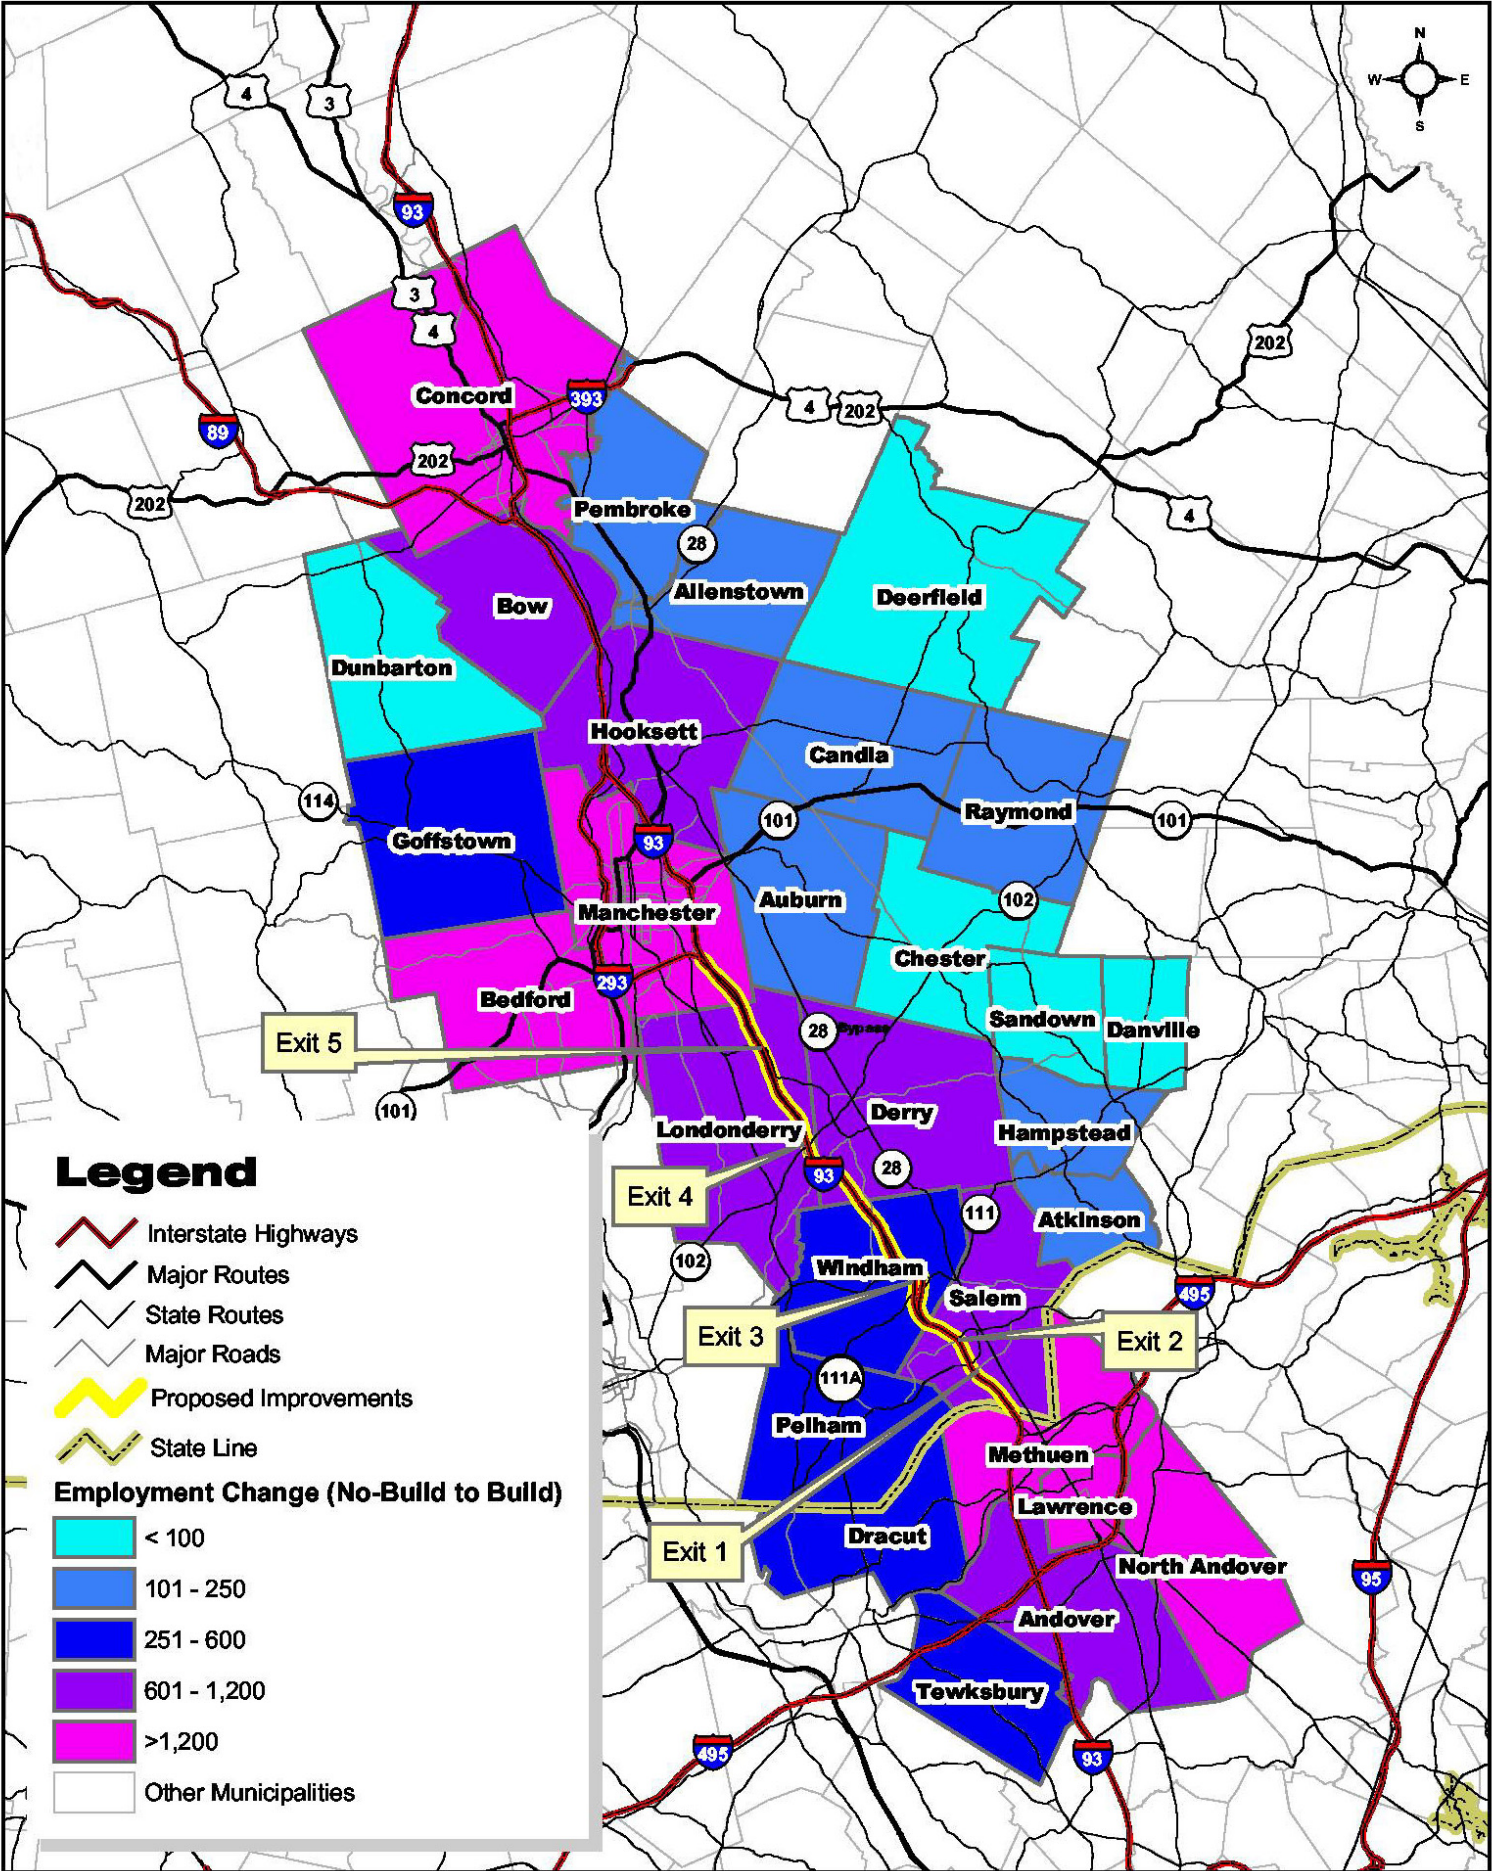 N
W E
S
4
3
93
3
4
202
Concord
393
89
4 202
202
202
4
Pembroke
28
Allenstown
Deerfield
Bow
Dunbarton
Hooksett
Candia
114
101
Raymond
101
Goffstown
93
Auburn
102
Manchester
Chester
293
Bedford
Sandown
Danville
28 Bypass
Exit 5
101
Derry
Londonderry
Hampstead
Exit 4
93
28
111
Atkinson
102
Windham
Salem
495
Exit 3
Exit 2
111A
Pelham
Methuen
Lawrence
Dracut
Exit 1
North Andover
95
Andover
Tewksbury
495
93
Legend
Interstate Highways
Major Routes
State Routes
Major Roads
Proposed Improvements
State Line
Employment Change (No-Build to Build)
< 100
101 - 250
251 - 600
601 - 1,200
>1,200
Other Municipalities